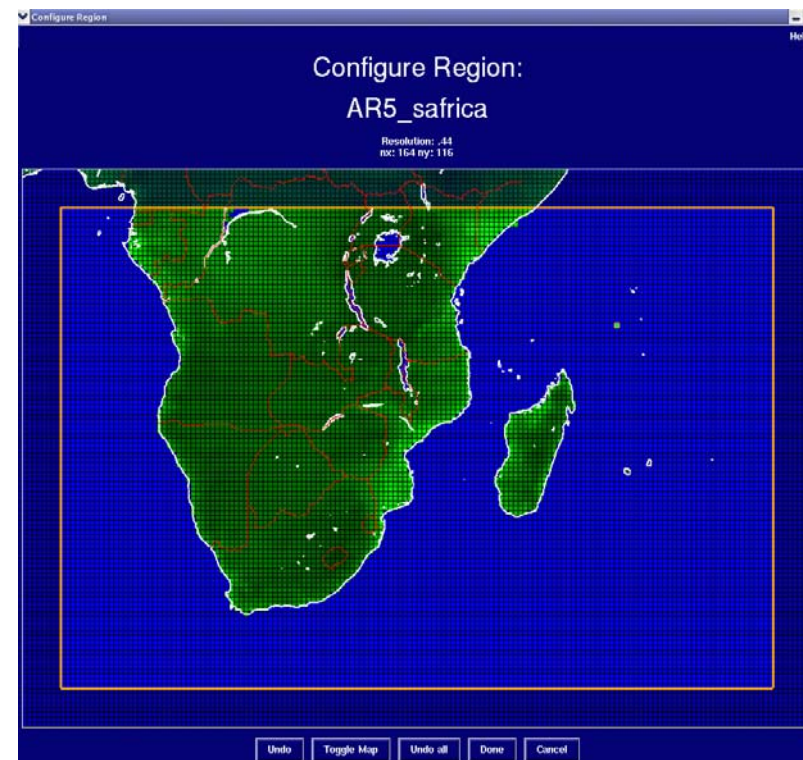 Configure Region
Configure Region:
AR5_safrica
Resolution: .44
nx: 164 ny: 116
Undo Toggle Map Undo all Done Cancel